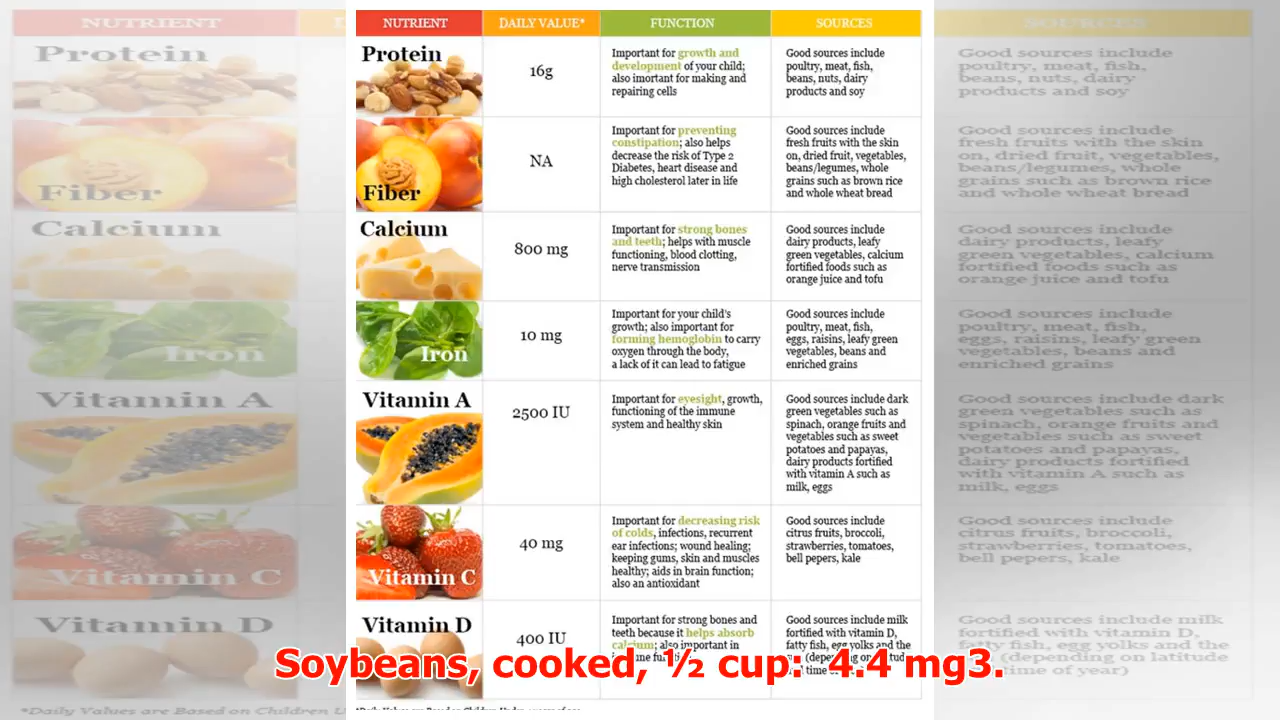 NUTRIENT DAILY VALUE* FUNCTION SOURCES
Protein
16g
Important for growth and
development of your child;
also imortant for making and
repairing cells
Good sources include
poultry, meat, fish,
beans, nuts, dairy
products and soy
Fiber
NA
Important for preventing
constipation; also helps
decrease the risk of Type 2
Diabetes, heart disease and
high cholesterol later in life
Good sources include
fresh fruits with the skin
on, dried fruit, vegetables,
beans/legumes, whole
grains such as brown rice
and whole wheat bread
Calcium
800 mg
Important for strong bones
and teeth; helps with muscle
functioning, blood clotting,
nerve transmission
Good sources include
dairy products, leafy
green vegetables, calcium
fortified foods such as
orange juice and tofu
Iron
10 mg
Important for your child's
growth; also important for
forming hemoglobin to carry
oxygen through the body,
a lack of it can lead to fatigue
Good sources include
poultry, meat, fish,
eggs, raisins, leafy green
vegetables, beans and
enriched grains
Vitamin A
2500 IU
Important for eyesight, growth,
functioning of the immune
system and healthy skin
Good sources include dark
green vegetables such as
spinach, orange fruits and
vegetables such as sweet
potatoes and papayas,
dairy products fortified
with vitamin A such as
milk, eggs
Vitamin C
40 mg
Important for decreasing risk
of colds, infections, recurrent
ear infections; wound healing;
keeping gums, skin and muscles
healthy; aids in brain function;
also an antioxidant
Good sources include
citrus fruits, broccoli,
strawberries, tomatoes,
bell pepers, kale
Vitamin D
400 IU
Important for strong bones and
teeth because it helps absorb
calcium; also important in
Good sources include milk
fortified with vitamin D,
fatty fish, egg yolks and the
Soybeans, cooked, ½ cup: 4.4 mg3.